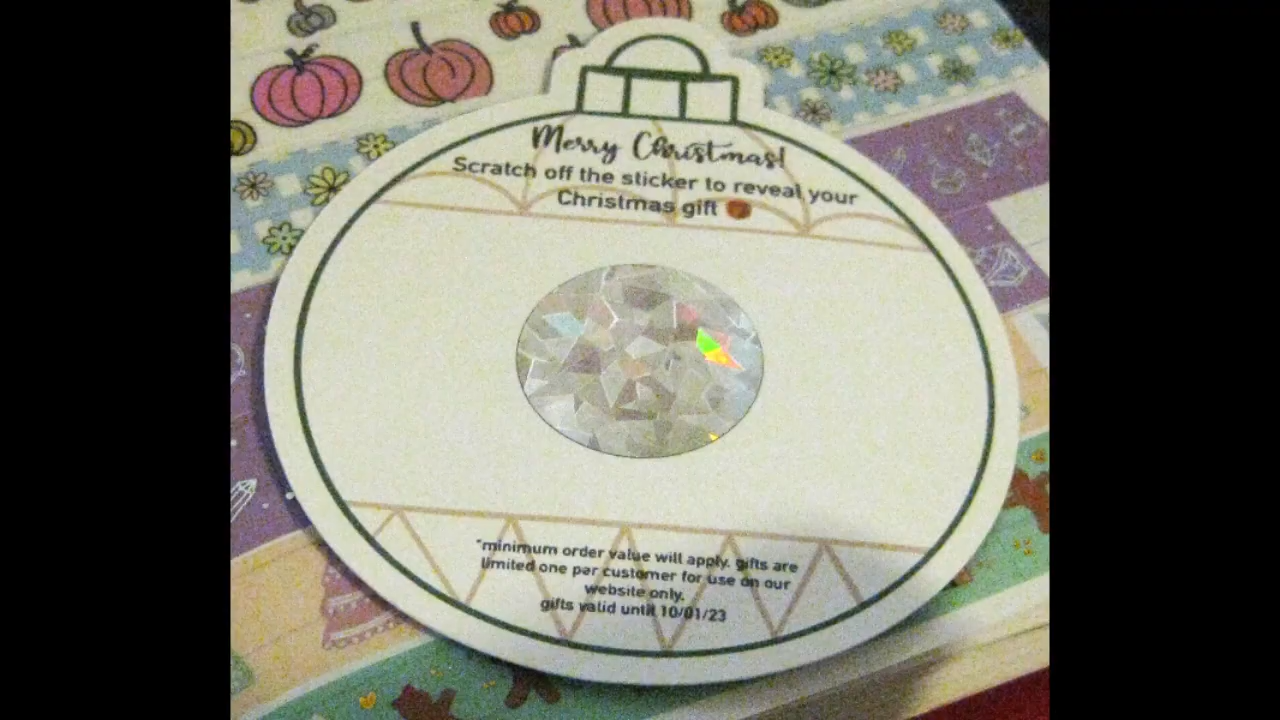 Merry Christmas!
Scratch off the sticker to reveal your
Christmas gift
*minimum order value will apply. gifts are
limited one per customer for use on our
website only.
gifts valid until 10/01/23